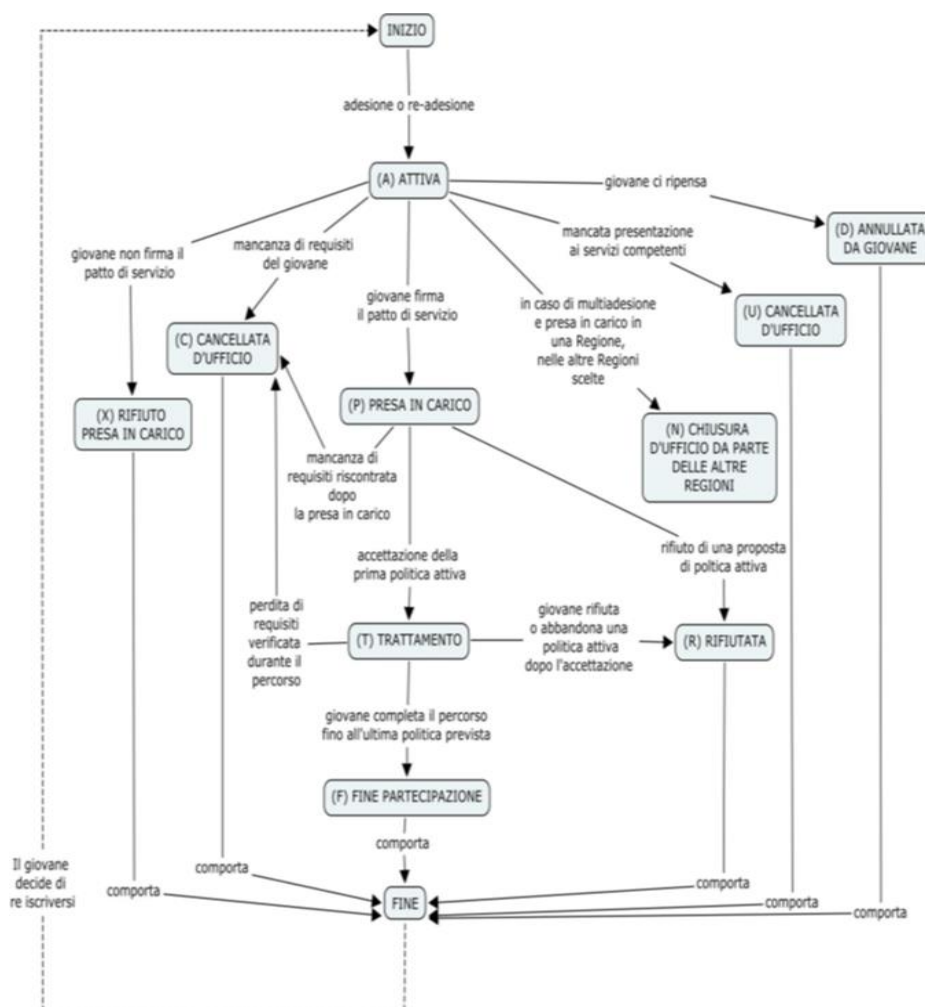 INIZIO
adesione o re-adesione
(A) ATTIVA
giovane ci ripensa
(D) ANNULLATA
DA GIOVANE
mancata presentazione
ai servizi competenti
(U) CANCELLATA
D'UFFICIO
giovane non firma il
patto di servizio
mancanza di requisiti
del giovane
giovane firma
il patto di servizio
in caso di multiadesione
e presa in carico in
una Regione,
nelle altre Regioni
scelte
(C) CANCELLATA
D'UFFICIO
(X) RIFIUTO
PRESA IN CARICO
(P) PRESA IN CARICO
(N) CHIUSURA
D'UFFICIO DA PARTE
DELLE ALTRE
REGIONI
mancanza di
requisiti riscontrata
dopo
la presa in carico
accettazione della
prima politica attiva
rifiuto di una proposta
di poltica attiva
perdita di
requisiti
verificata
durante il
percorso
(T) TRATTAMENTO
giovane rifiuta
o abbandona una
politica attiva
dopo l'accettazione
(R) RIFIUTATA
giovane completa il percorso
fino all'ultima politica prevista
(F) FINE PARTECIPAZIONE
comporta
Il giovane
decide di
re iscriversi
comporta
comporta
FINE
comporta
comporta
comporta